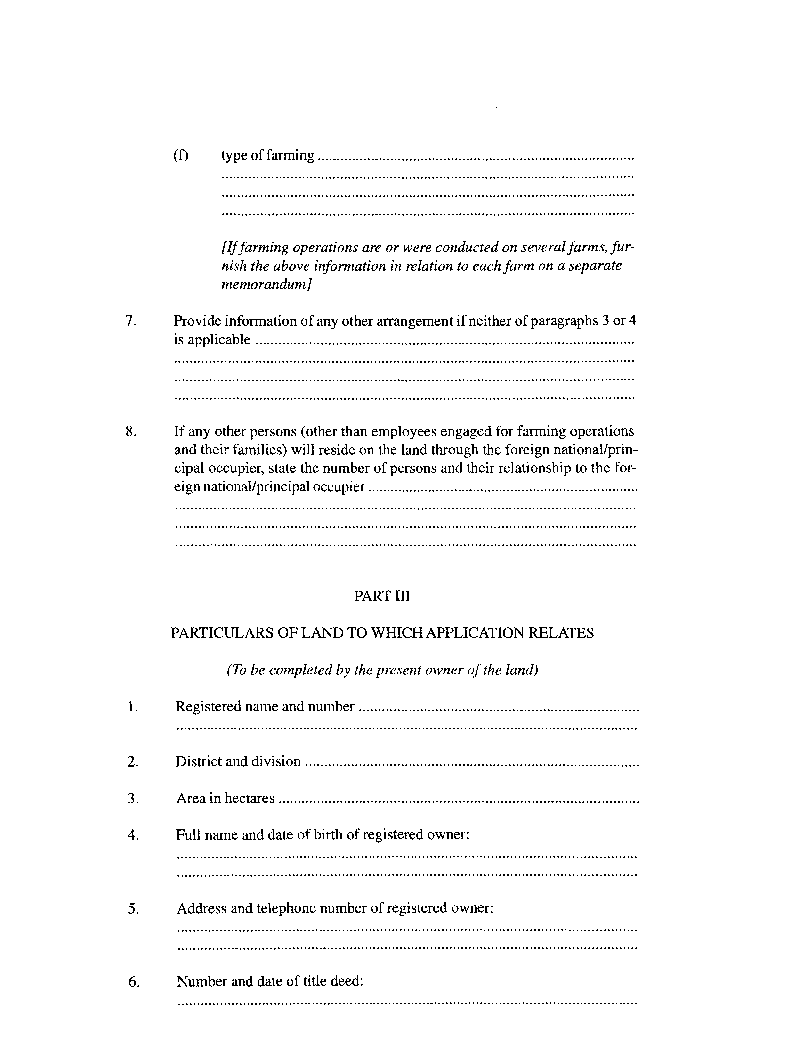 (f) type of farming ....................................................................................
..............................................................................................................
..............................................................................................................
..............................................................................................................
[If farming operations are or were conducted on several farms, fur-
nish the above information in relation to each farm on a separate
memorandum]
7. Provide information of any other arrangement if neither of paragraphs 3 or 4
is applicable ....................................................................................................
..........................................................................................................................
..........................................................................................................................
..........................................................................................................................
8. If any other persons (other than employees engaged for farming operations
and their families) will reside on the land through the foreign national/prin-
cipal occupier, state the number of persons and their relationship to the for-
eign national/principal occupier .......................................................................
..........................................................................................................................
..........................................................................................................................
..........................................................................................................................
PART III
PARTICULARS OF LAND TO WHICH APPLICATION RELATES
(To be completed by the present owner of the land)
1. Registered name and number ..........................................................................
..........................................................................................................................
2. District and division ........................................................................................
3. Area in hectares ...............................................................................................
4. Full name and date of birth of registered owner:
..........................................................................................................................
..........................................................................................................................
5. Address and telephone number of registered owner:
..........................................................................................................................
..........................................................................................................................
6. Number and date of title deed:
..........................................................................................................................